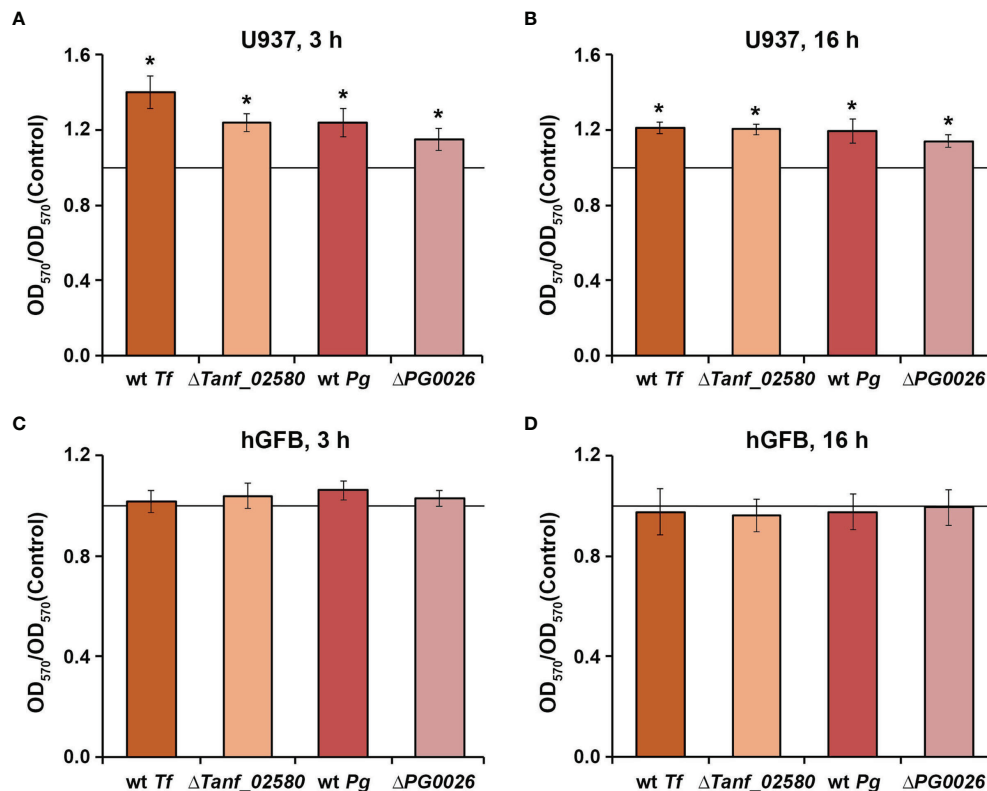 A
U937, 3 h
OD570/OD570(Control)
1.6
1.2
0.8
0.4
0.0
*
*
*
*
wt Tf
ΔTanf_02580
wt Pg
ΔPG0026
B
U937, 16 h
OD570/OD570(Control)
1.6
1.2
0.8
0.4
0.0
*
*
*
*
wt Tf
ΔTanf_02580
wt Pg
ΔPG0026
C
hGFB, 3 h
OD570/OD570(Control)
1.2
0.8
0.4
0.0
wt Tf
ΔTanf_02580
wt Pg
ΔPG0026
D
hGFB, 16 h
OD570/OD570(Control)
1.2
0.8
0.4
0.0
wt Tf
ΔTanf_02580
wt Pg
ΔPG0026